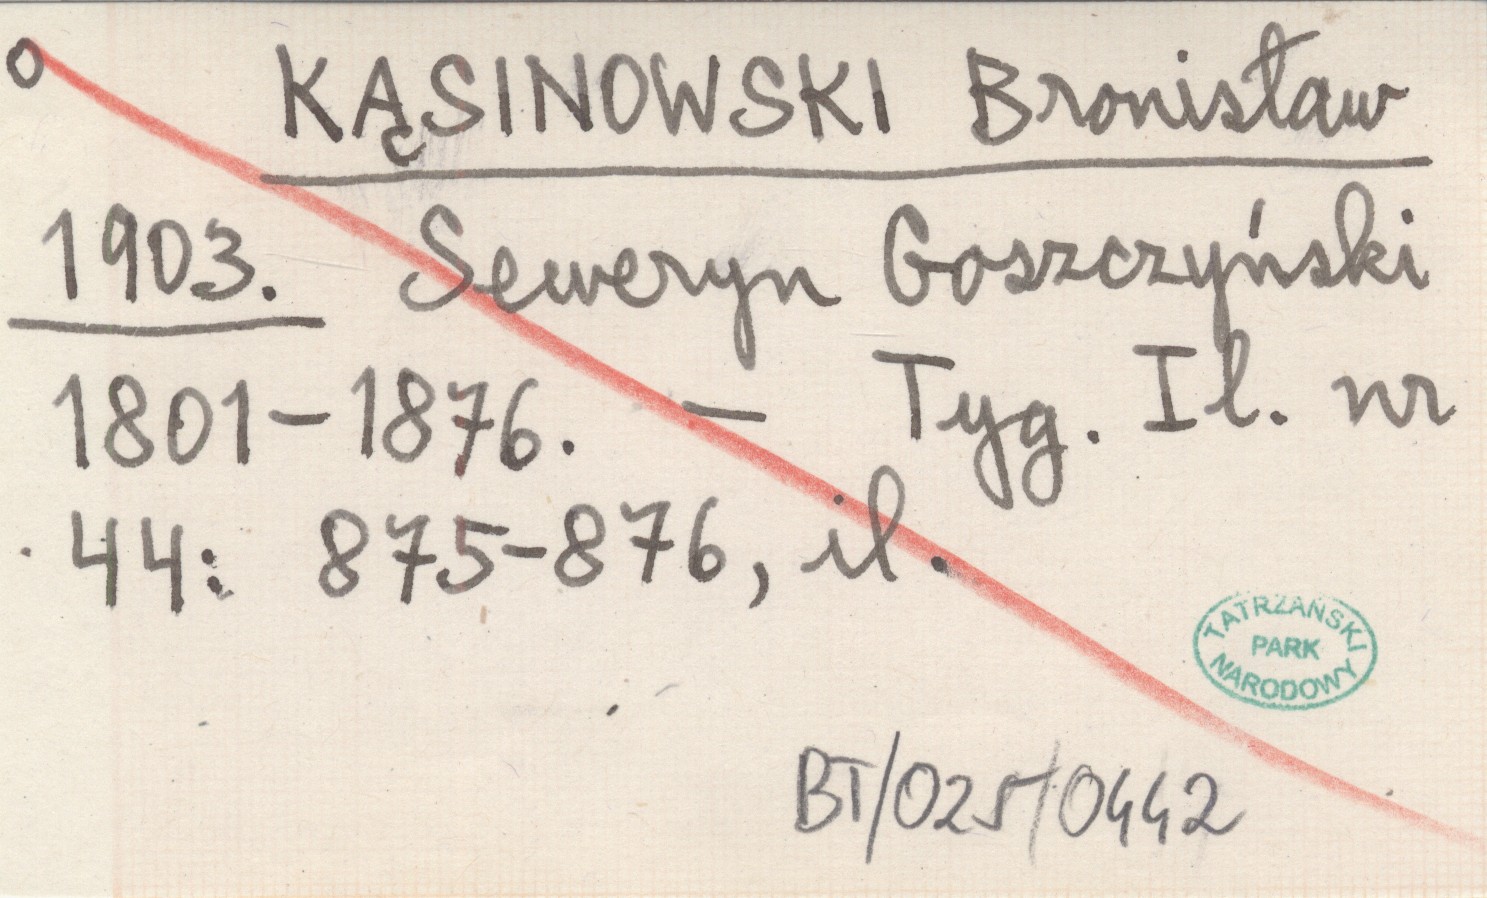 o KĄSINOWSKI Bronisław
1903. Seweryn Goszczyński
1801-1876. - Tyg. Il. nr
44: 875-876, il.
TATRZAŃSKI
PARK
NARODOWY
BT/025/0442